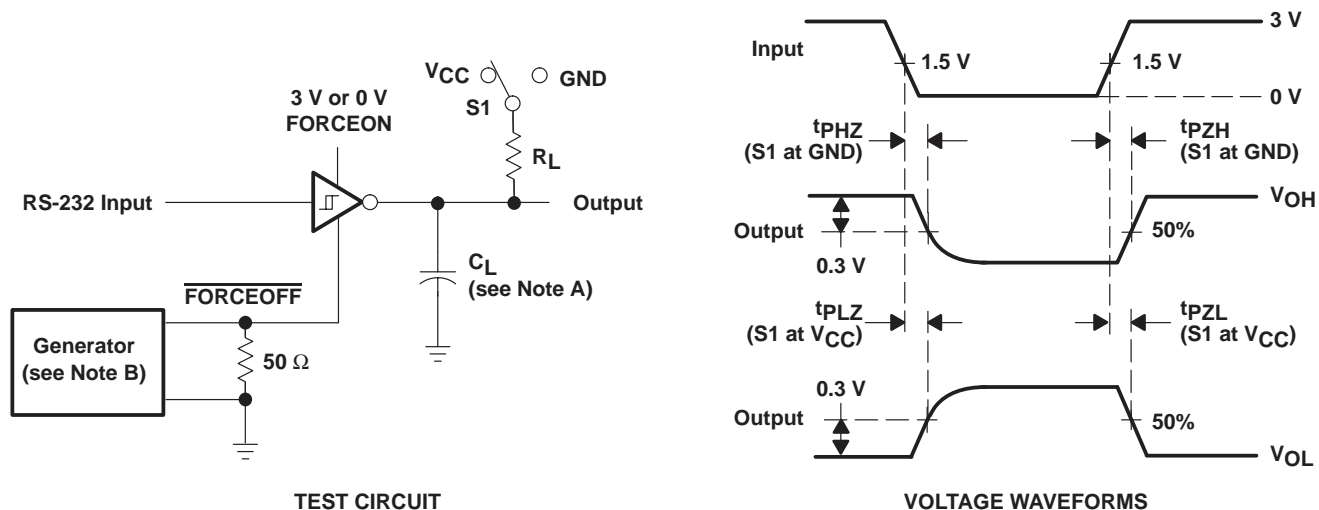 3 V or 0 V
FORCEON
VCC
GND
S1
RL
RS-232 Input
Output
CL
(see Note A)
FORCEOFF
Generator
(see Note B)
50 Ω
TEST CIRCUIT
Input
3 V
1.5 V
1.5 V
0 V
tPHZ
(S1 at GND)
tPZH
(S1 at GND)
VOH
Output
50%
0.3 V
tPLZ
(S1 at VCC)
tPZL
(S1 at VCC)
0.3 V
Output
50%
VOL
VOLTAGE WAVEFORMS